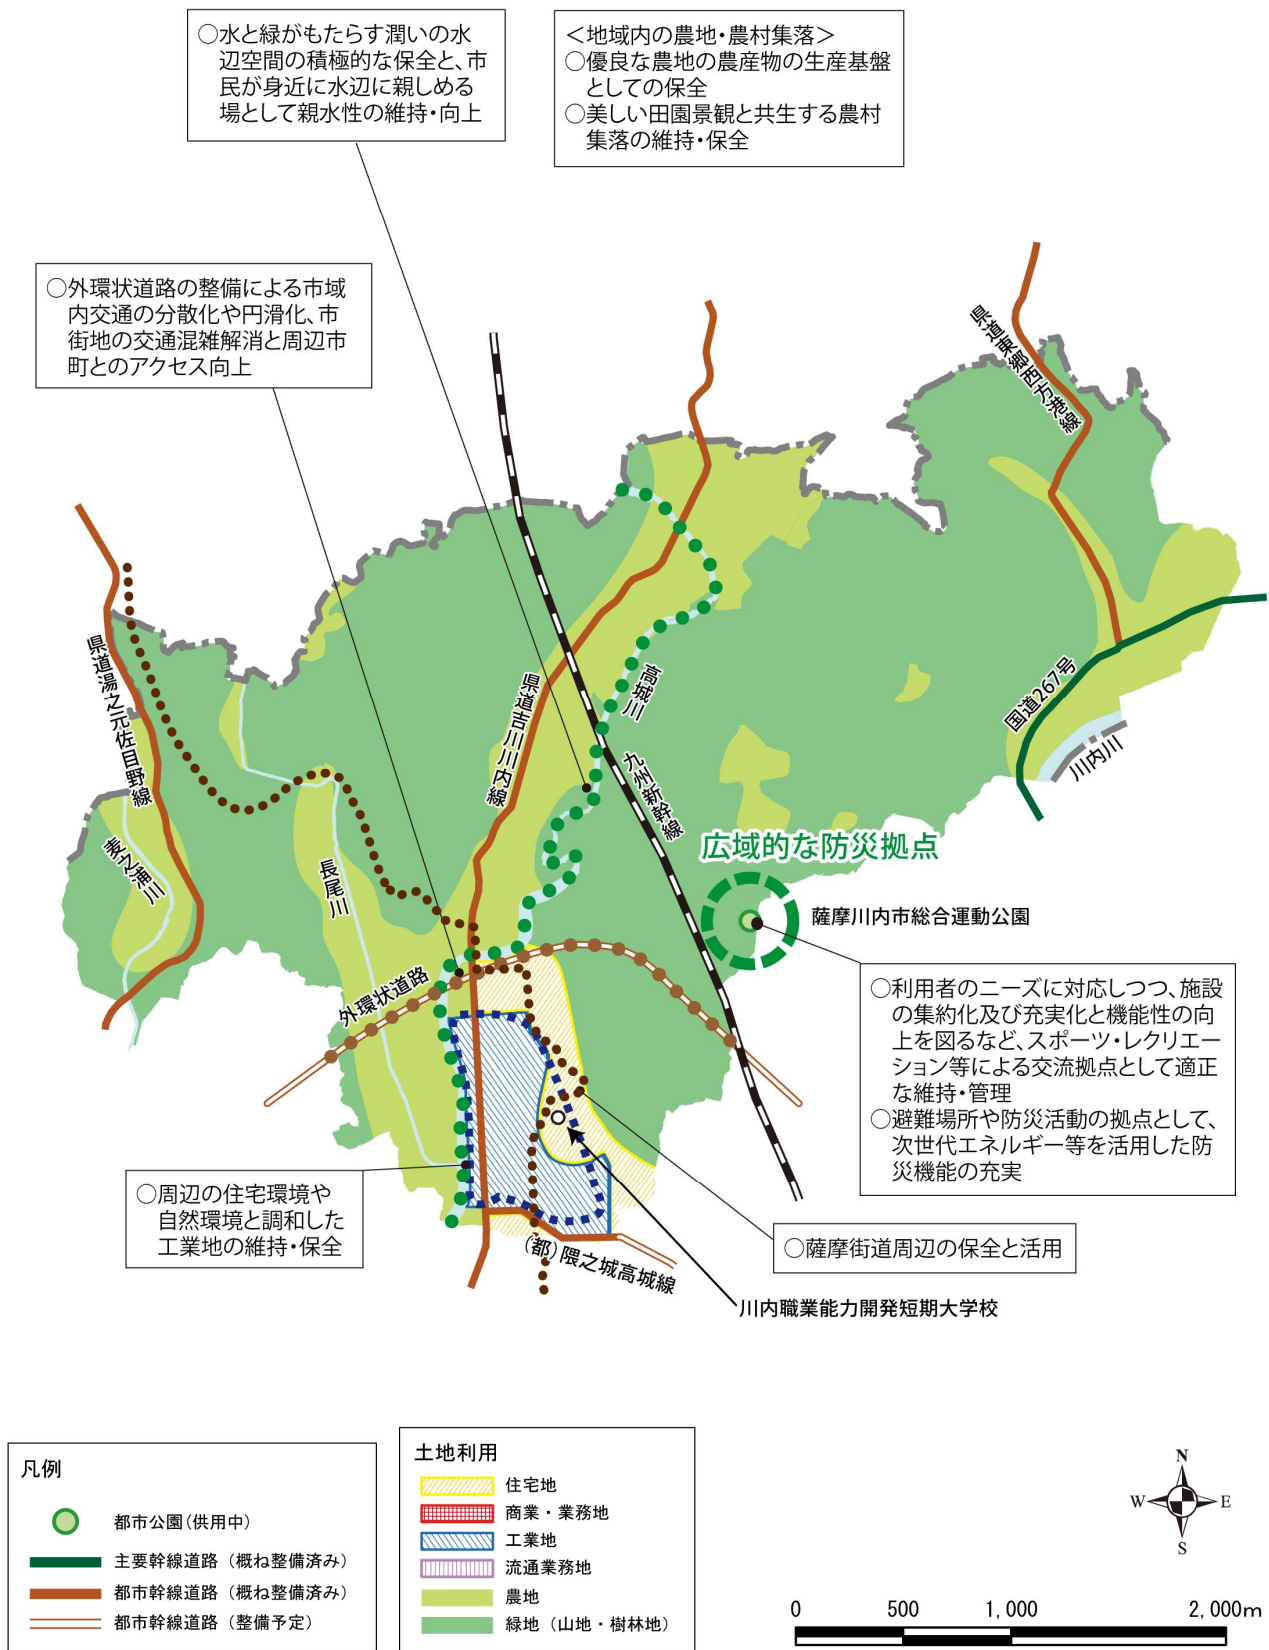 ○水と緑がもたらす潤いの水
辺空間の積極的な保全と、市
民が身近に水辺に親しめる
場として親水性の維持・向上
＜地域内の農地・農村集落＞
○優良な農地の農産物の生産基盤
としての保全
○美しい田園景観と共生する農村
集落の維持・保全
○外環状道路の整備による市域
内交通の分散化や円滑化、市
街地の交通混雑解消と周辺市
町とのアクセス向上
県道東郷西方港線
県道湯之元佐目野線
高城川
県道吉川川内線
国道267号
川内川
九州新幹線
麦之浦川
長尾川
広域的な防災拠点
薩摩川内市総合運動公園
外環状道路
○利用者のニーズに対応しつつ、施設
の集約化及び充実化と機能性の向
上を図るなど、スポーツ・レクリエー
ション等による交流拠点として適正
な維持・管理
○避難場所や防災活動の拠点として、
次世代エネルギー等を活用した防
災機能の充実
○周辺の住宅環境や
自然環境と調和した
工業地の維持・保全
○薩摩街道周辺の保全と活用
（都）隈之城高城線
川内職業能力開発短期大学校
凡例
都市公園（供用中）
主要幹線道路（概ね整備済み）
都市幹線道路（概ね整備済み）
都市幹線道路（整備予定）
土地利用
住宅地
商業・業務地
工業地
流通業務地
農地
緑地（山地・樹林地）
N
W E
S
0 500 1,000 2,000m